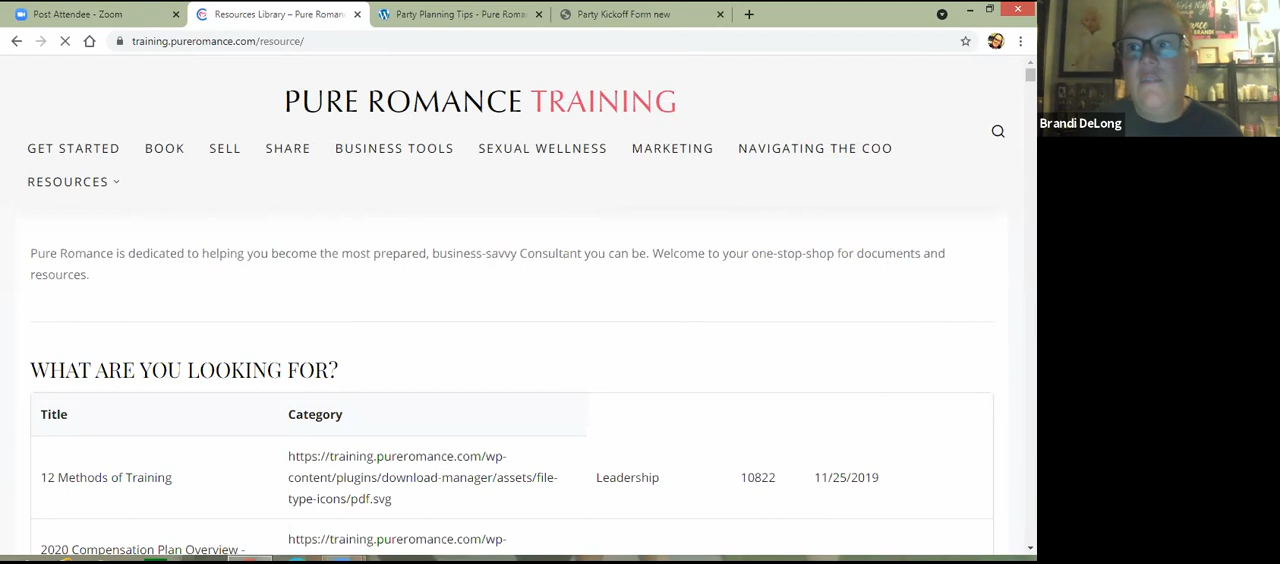 Post Attendee - Zoom
Resources Library – Pure Romanc
Party Planning Tips - Pure Roman
Party Kickoff Form new
training.pureromance.com/resource/
PURE ROMANCE TRAINING
GET STARTED BOOK SELL SHARE BUSINESS TOOLS SEXUAL WELLNESS MARKETING NAVIGATING THE COO
RESOURCES
Pure Romance is dedicated to helping you become the most prepared, business-savvy Consultant you can be. Welcome to your one-stop-shop for documents and
resources.
WHAT ARE YOU LOOKING FOR?
Title Category
https://training.pureromance.com/wp-
12 Methods of Training content/plugins/download-manager/assets/file- Leadership 10822 11/25/2019
type-icons/pdf.svg
https://training.pureromance.com/wp-
2020 Compensation Plan Overview -
Brandi DeLong